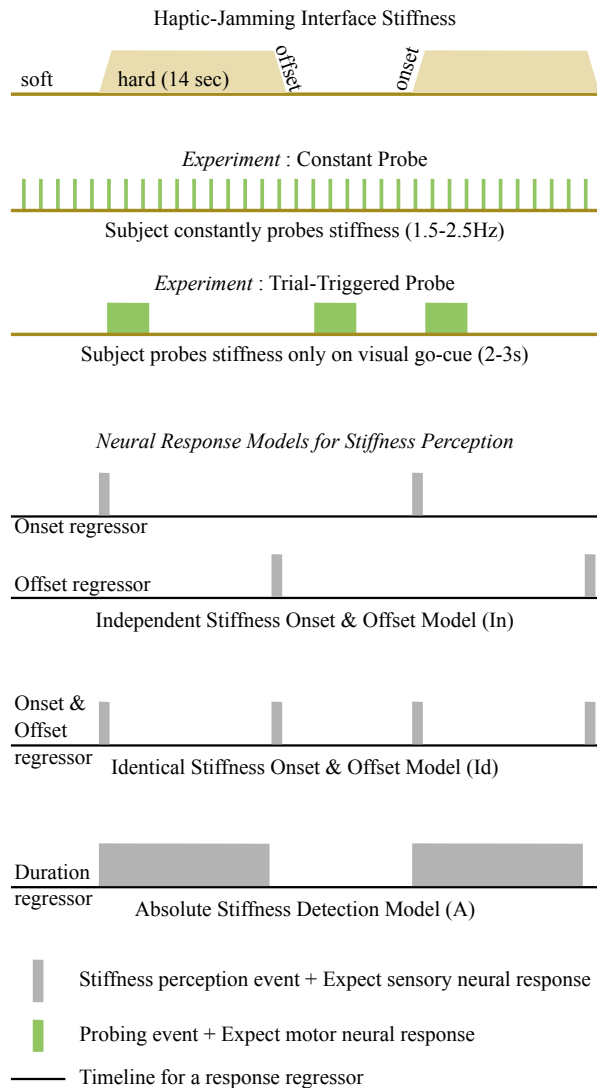 Haptic-Jamming Interface Stiffness
soft
hard (14 sec)
offset
onset
Experiment : Constant Probe
Subject constantly probes stiffness (1.5-2.5Hz)
Experiment : Trial-Triggered Probe
Subject probes stiffness only on visual go-cue (2-3s)
Neural Response Models for Stiffness Perception
Onset regressor
Offset regressor
Independent Stiffness Onset & Offset Model (In)
Onset &
Offset
regressor
Identical Stiffness Onset & Offset Model (Id)
Duration
regressor
Absolute Stiffness Detection Model (A)
Stiffness perception event + Expect sensory neural response
Probing event + Expect motor neural response
Timeline for a response regressor